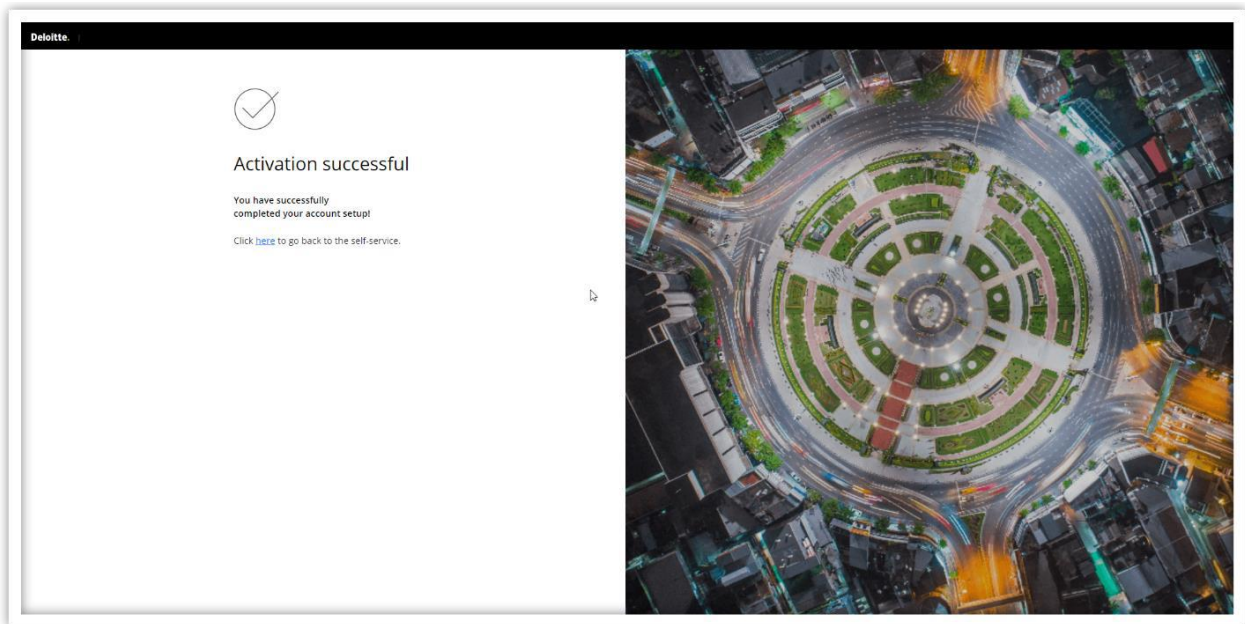 Deloitte.
Activation successful
You have successfully
completed your account setup!
Click here to go back to the self-service.